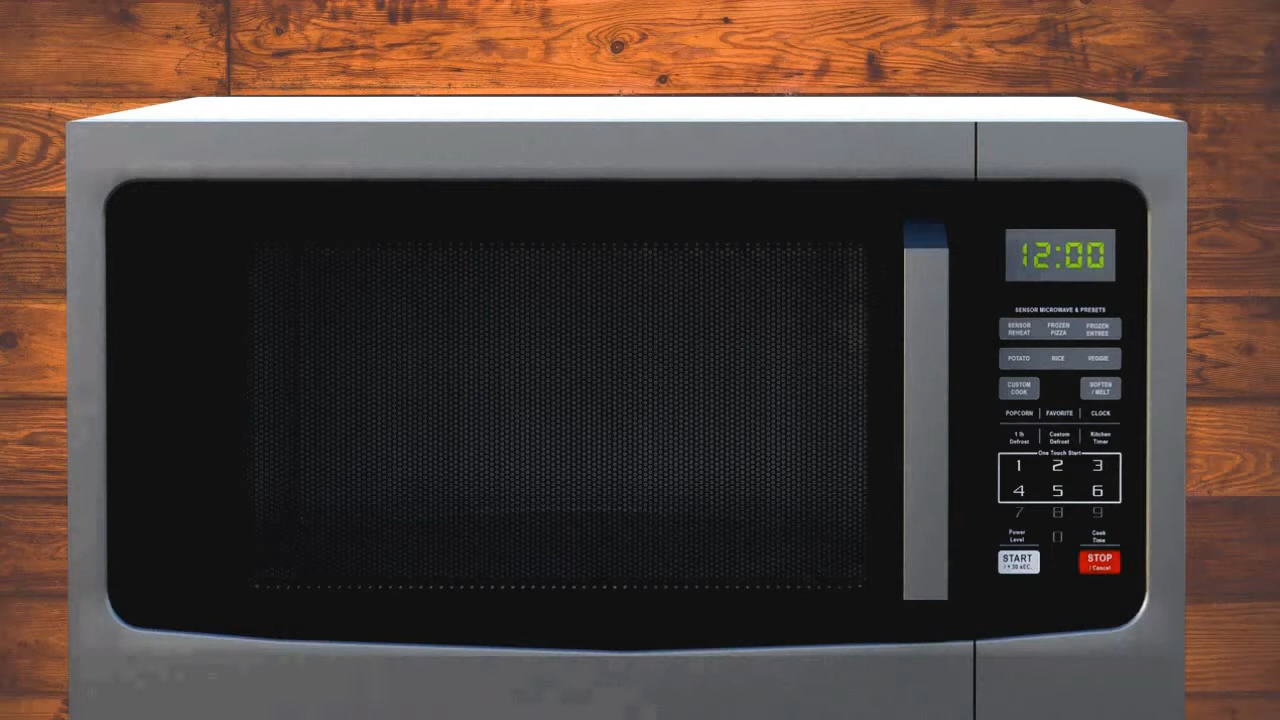 12:00
SENSOR MICROWAVE & PRESETS
SENSOR REHEAT FROZEN PIZZA FROZEN ENTREE
POTATO RICE VEGGIE
CUSTOM COOK SOFTEN / MELT
POPCORN FAVORITE CLOCK
1 lb Defrost Custom Defrost Kitchen Timer
One Touch Start
1 2 3
4 5 6
7 8 9
Power Level 0 Cook Time
START / + 30 SEC. STOP / Cancel